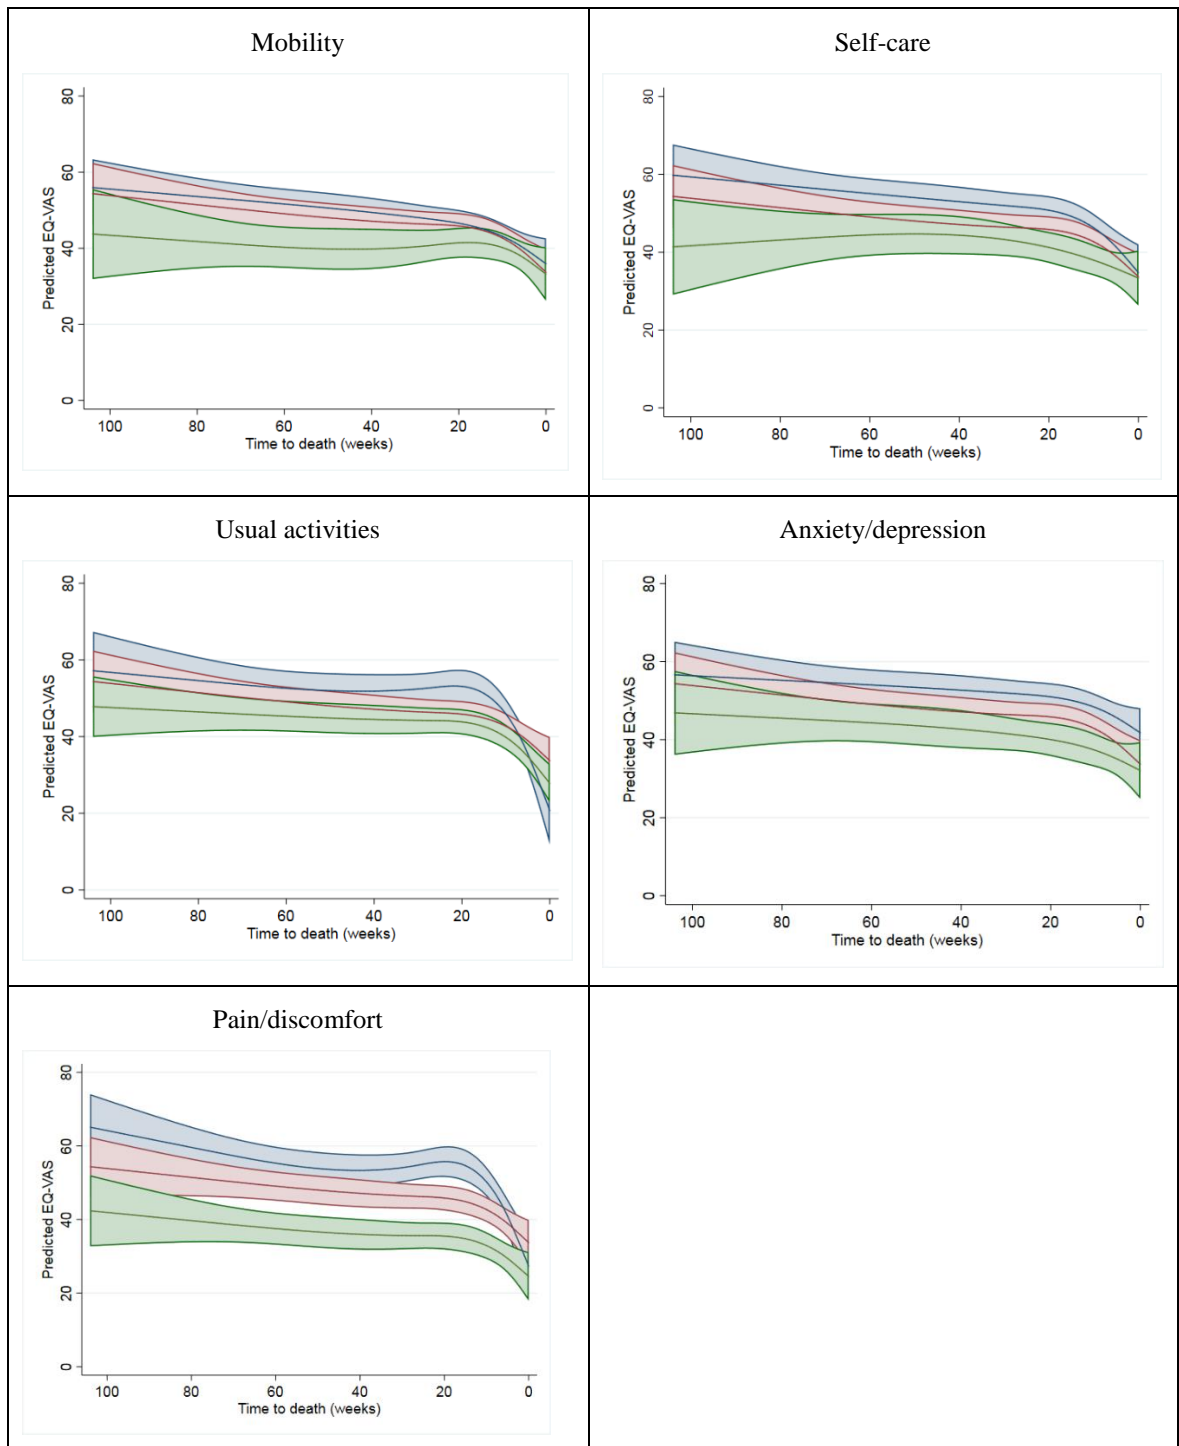 Mobility
80
60
40
20
0
Predicted EQ-VAS
100 80 60 40 20 0
Time to death (weeks)
Self-care
80
60
40
20
0
Predicted EQ-VAS
100 80 60 40 20 0
Time to death (weeks)
Usual activities
80
60
40
20
0
Predicted EQ-VAS
100 80 60 40 20 0
Time to death (weeks)
Anxiety/depression
80
60
40
20
0
Predicted EQ-VAS
100 80 60 40 20 0
Time to death (weeks)
Pain/discomfort
80
60
40
20
0
Predicted EQ-VAS
100 80 60 40 20 0
Time to death (weeks)